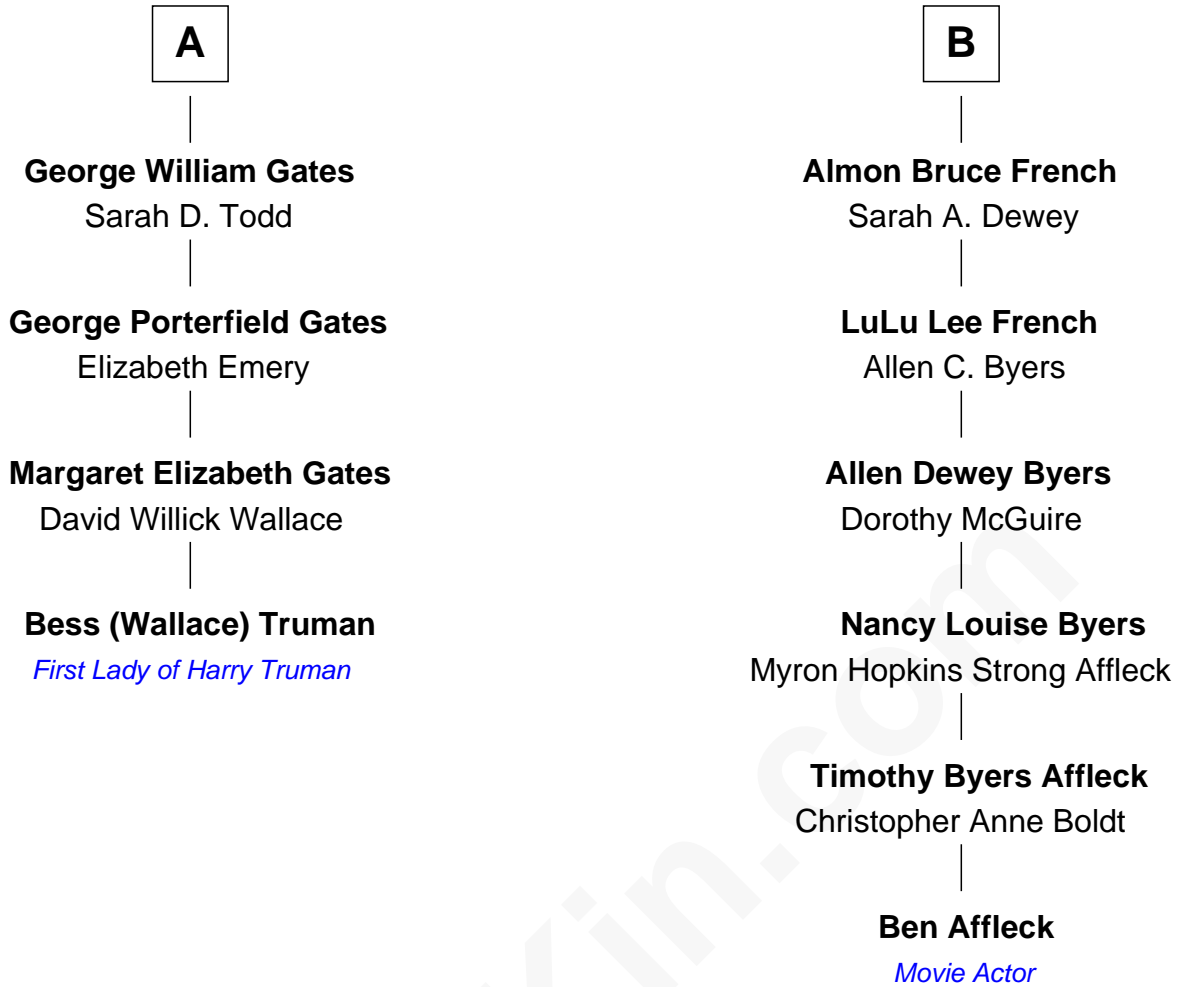 A
George William Gates
Sarah D. Todd
George Porterfield Gates
Elizabeth Emery
Margaret Elizabeth Gates
David Willick Wallace
Bess (Wallace) Truman
First Lady of Harry Truman
B
Almon Bruce French
Sarah A. Dewey
LuLu Lee French
Allen C. Byers
Allen Dewey Byers
Dorothy McGuire
Nancy Louise Byers
Myron Hopkins Strong Affleck
Timothy Byers Affleck
Christopher Anne Boldt
Ben Affleck
Movie Actor
Kin.com